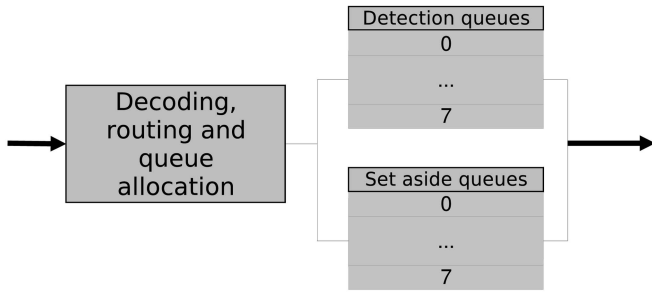 Decoding,
routing and
queue
allocation
Detection queues
0
...
7
Set aside queues
0
...
7